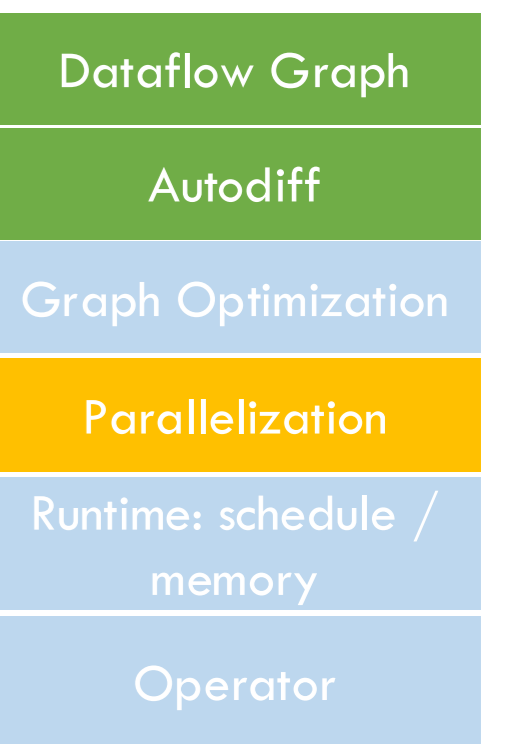 Dataflow Graph
Autodiff
Graph Optimization
Parallelization
Runtime: schedule /
memory
Operator